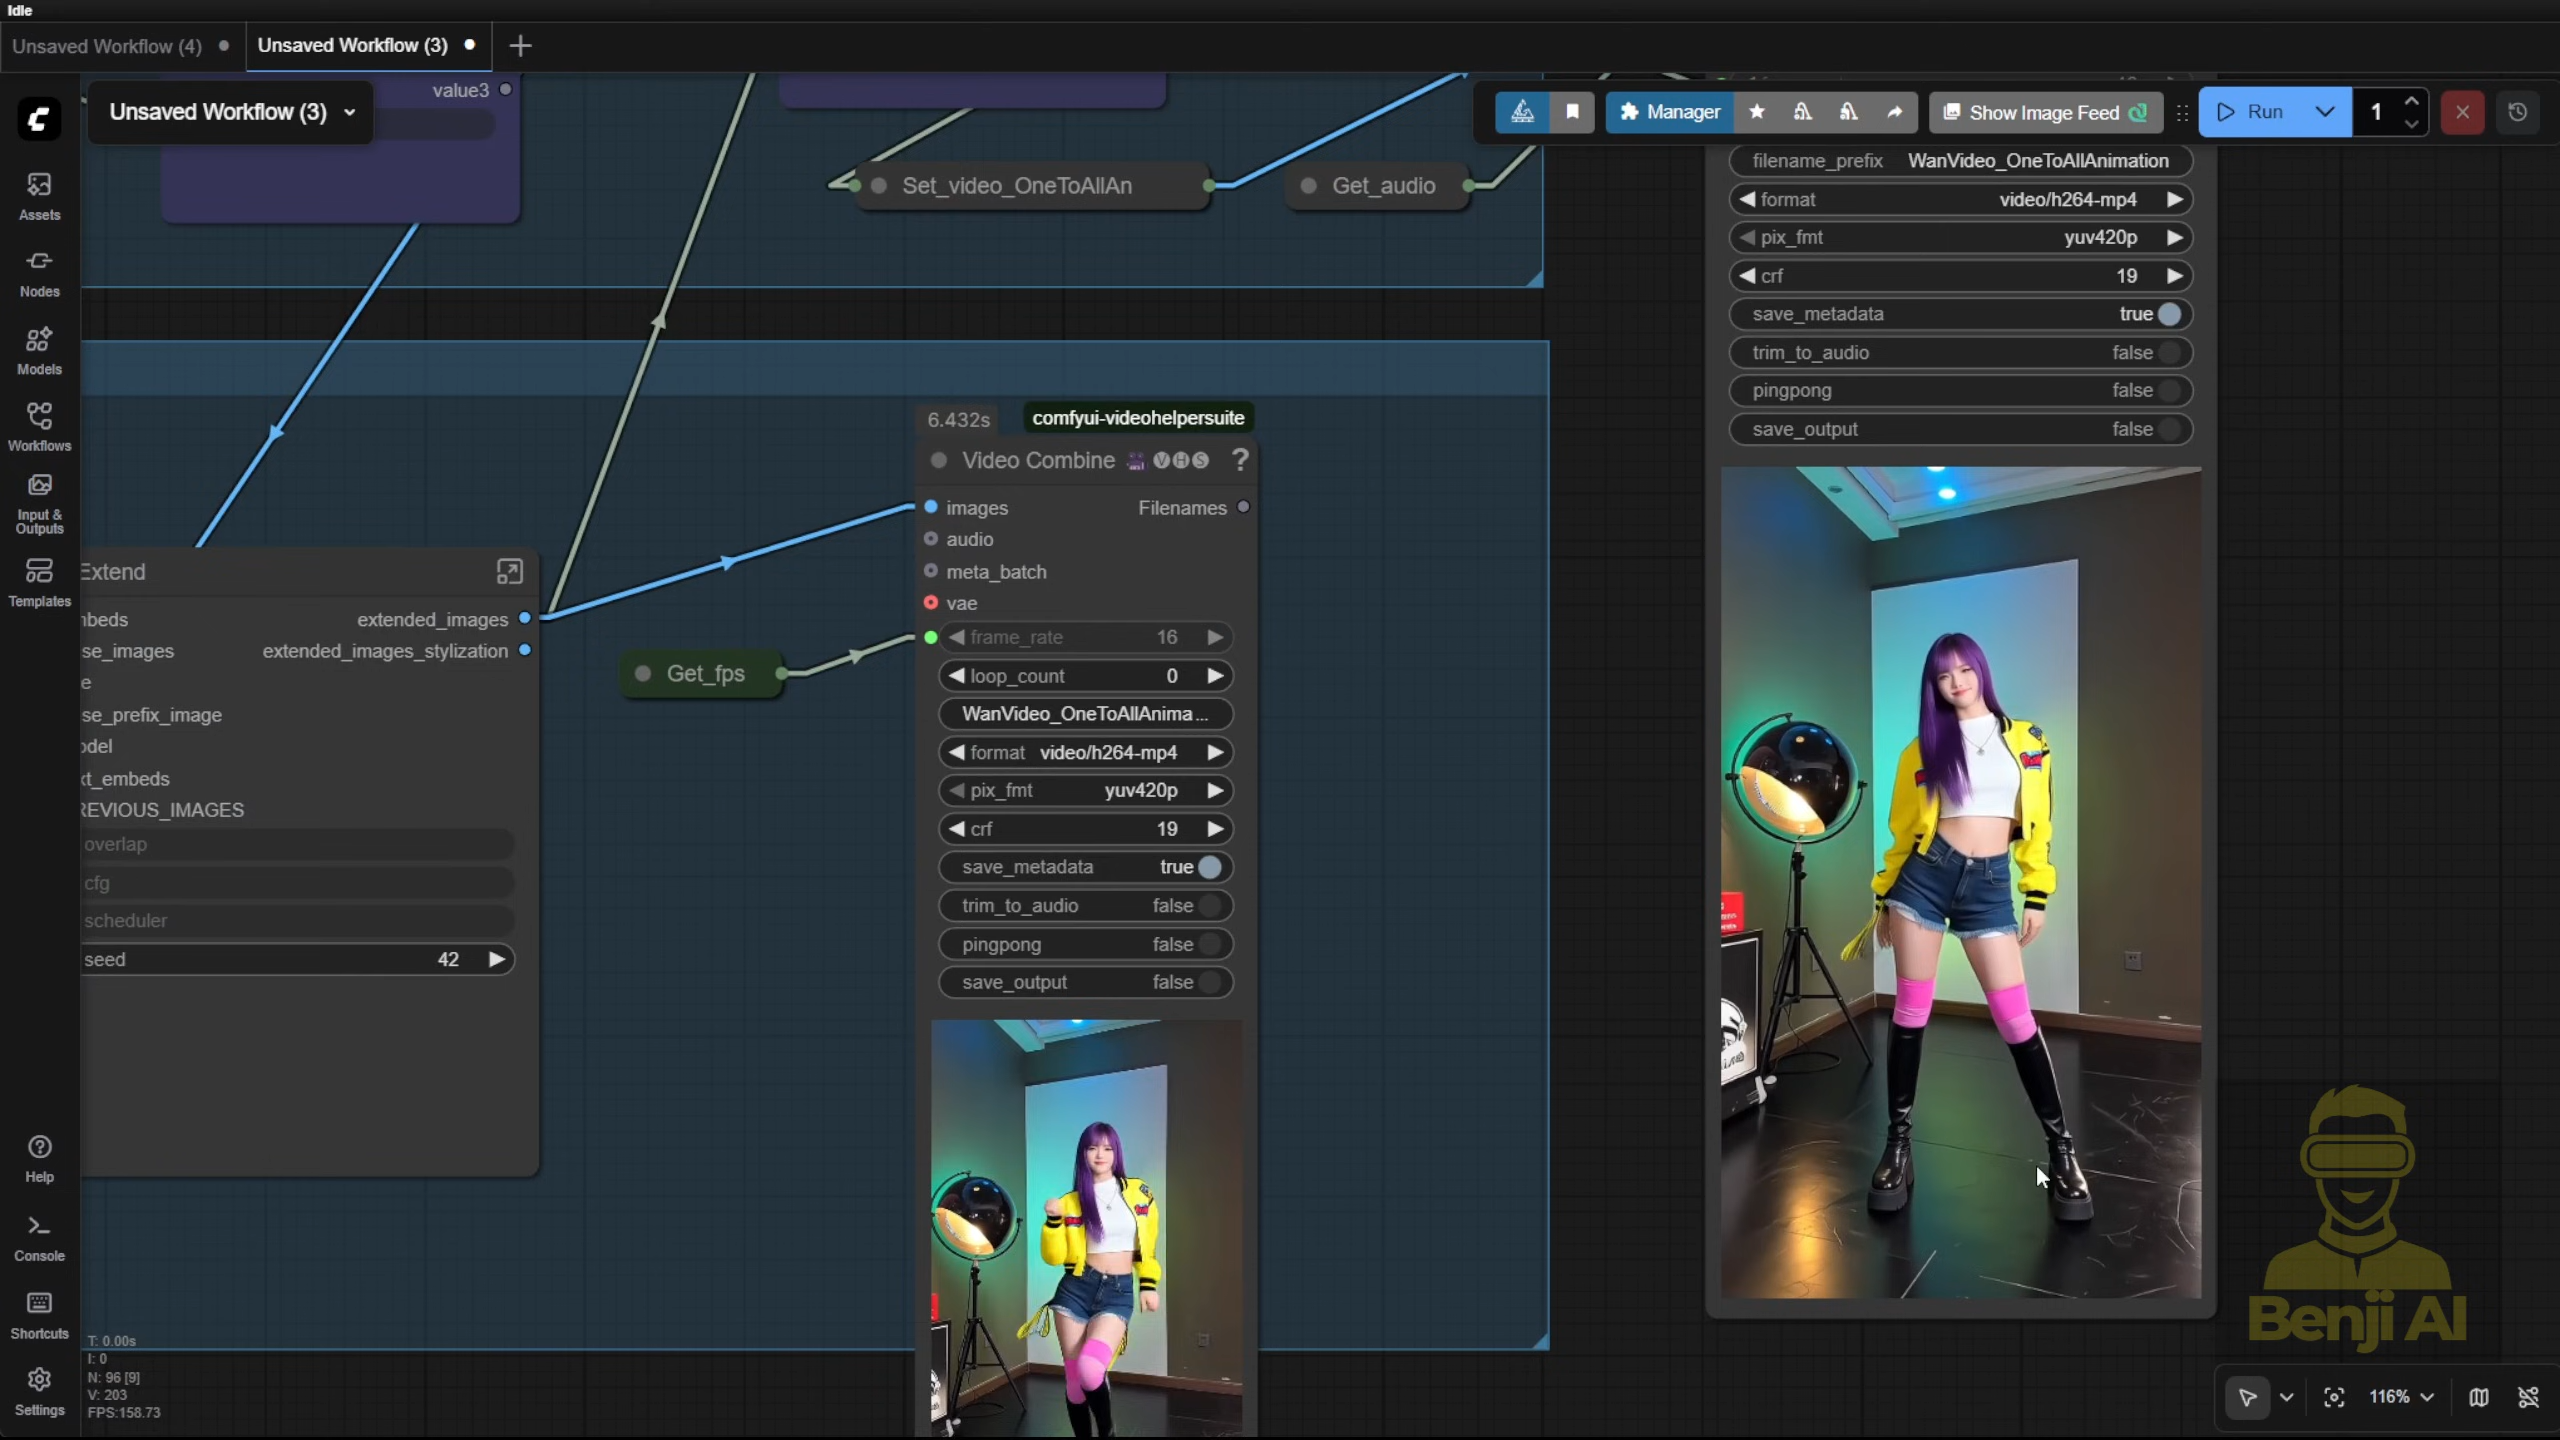 Idle
Unsaved Workflow (4)
Unsaved Workflow (3)
Unsaved Workflow (3)
value3
Manager
Show Image Feed
Run
1
Assets
Nodes
Models
Workflows
Input &
Outputs
Templates
Help
Console
Shortcuts
Settings
Set_video_OneToAllAn
Get_audio
filename_prefix WanVideo_OneToAllAnimation
format video/h264-mp4
pix_fmt yuv420p
crf 19
save_metadata true
trim_to_audio false
pingpong false
save_output false
6.432s comfyui-videohelpersuite
Video Combine VHS ?
images Filenames
audio
meta_batch
vae
frame_rate 16
loop_count 0
WanVideo_OneToAllAnima...
format video/h264-mp4
pix_fmt yuv420p
crf 19
save_metadata true
trim_to_audio false
pingpong false
save_output false
Get_fps
Extend
extended_images
se_images extended_images_stylization
se_prefix_image
odel
xt_embeds
REVIOUS_IMAGES
overlap
cfg
scheduler
seed 42
T: 0.00s
I: 0
N: 96 [9]
V: 203
FPS:158.73
Benji AI
116%